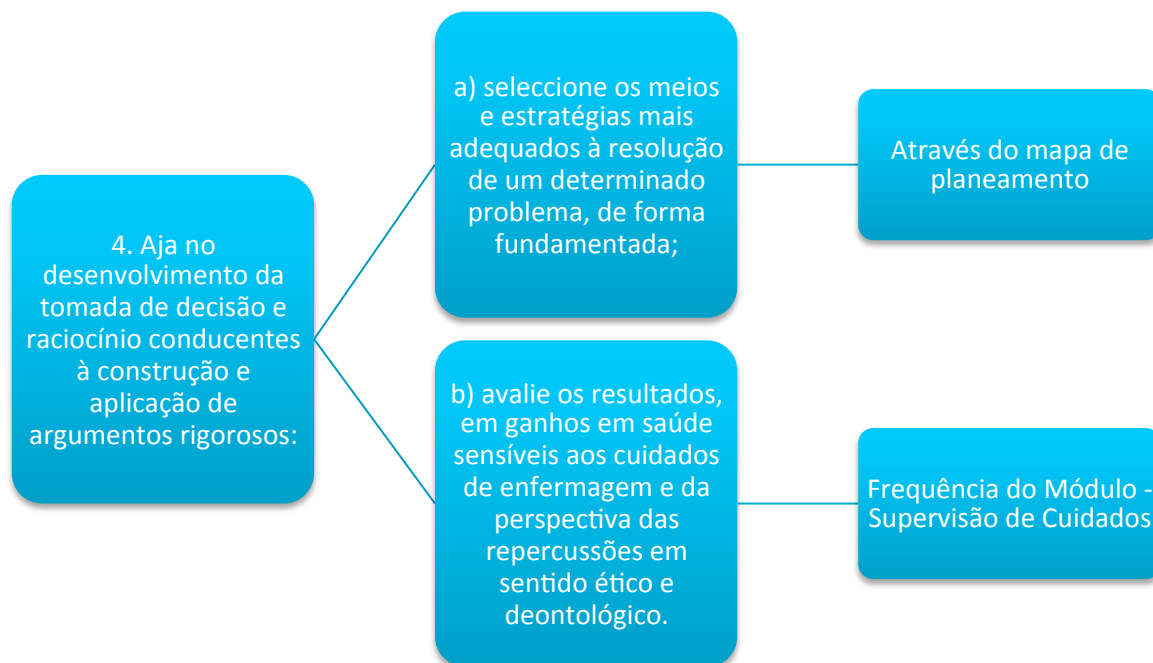 4. Aja no
desenvolvimento da
tomada de decisão e
raciocínio conducentes
à construção e
aplicação de
argumentos rigorosos:
a) seleccione os meios
e estratégias mais
adequados à resolução
de um determinado
problema, de forma
fundamentada;
Através do mapa de
planeamento
b) avalie os resultados,
em ganhos em saúde
sensíveis aos cuidados
de enfermagem e da
perspectiva das
repercussões em
sentido ético e
deontológico.
Frequência do Módulo -
Supervisão de Cuidados